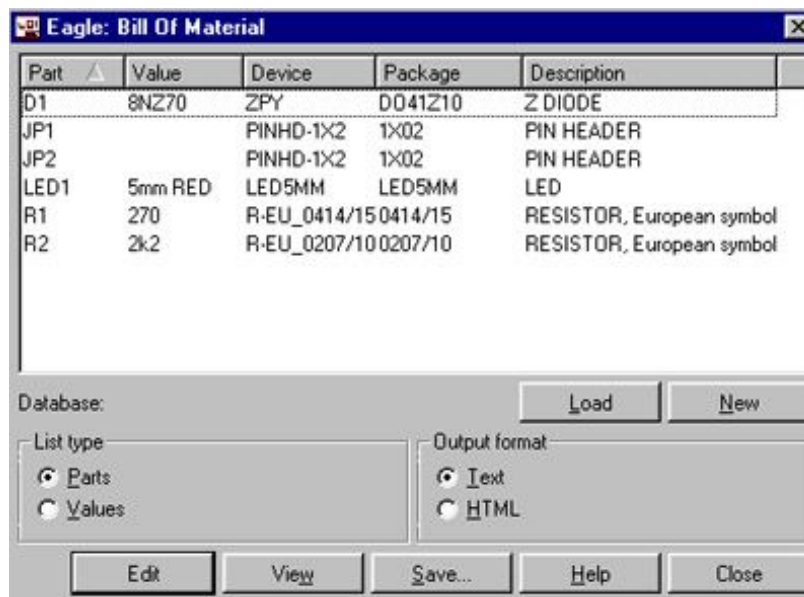 Eagle: Bill Of Material
Part Value Device Package Description
D1 8NZ70 ZPY DO41Z10 Z DIODE
JP1 PINHD-1X2 1X02 PIN HEADER
JP2 PINHD-1X2 1X02 PIN HEADER
LED1 5mm RED LED5MM LED5MM LED
R1 270 R-EU_0414/15 0414/15 RESISTOR, European symbol
R2 2k2 R-EU_0207/10 0207/10 RESISTOR, European symbol
Database: Load New
List type Output format
Parts Text
Values HTML
Edit View Save... Help Close